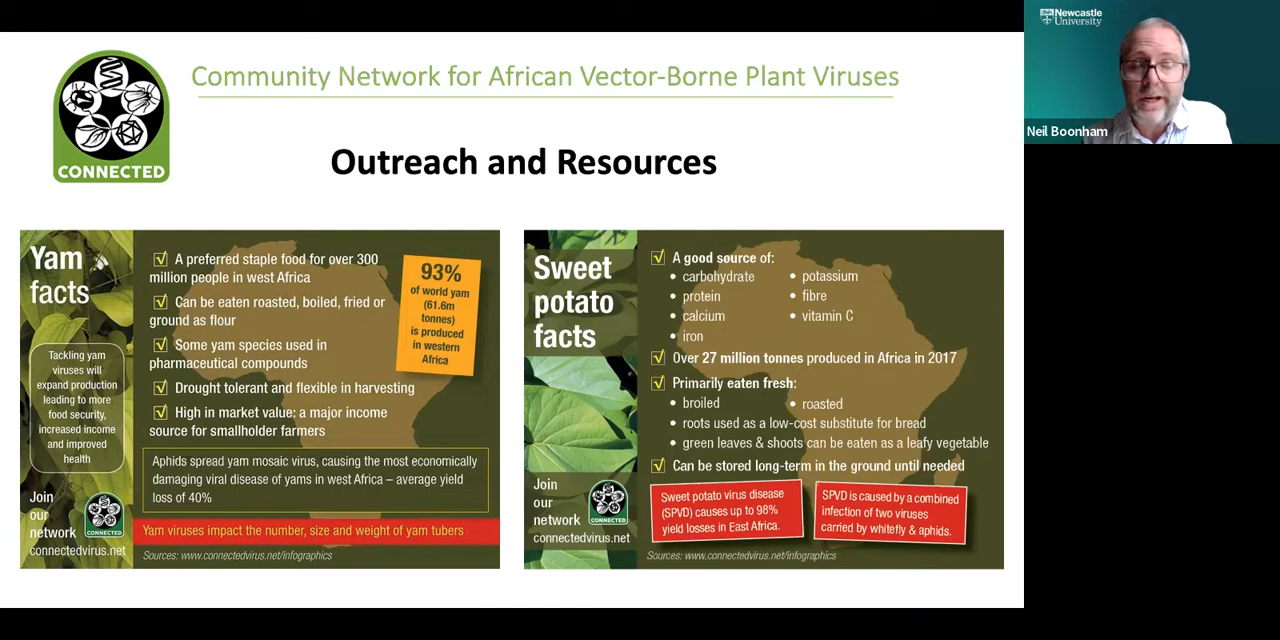 Community Network for African Vector-Borne Plant Viruses
CONNECTED
Outreach and Resources
Yam
facts
Tackling yam
viruses will
expand production
leading to more
food security,
increased income
and improved
health
Join
our
network
CONNECTED
connectedvirus.net
A preferred staple food for over 300
million people in west Africa
Can be eaten roasted, boiled, fried or
ground as flour
Some yam species used in
pharmaceutical compounds
Drought tolerant and flexible in harvesting
High in market value: a major income
source for smallholder farmers
93%
of world yam
(61.6m
tonnes)
is produced
in western
Africa
Aphids spread yam mosaic virus, causing the most economically
damaging viral disease of yams in west Africa – average yield
loss of 40%
Yam viruses impact the number, size and weight of yam tubers
Sources: www.connectedvirus.net/infographics
Sweet
potato
facts
Join
our
network
CONNECTED
connectedvirus.net
A good source of:
• carbohydrate
• protein
• calcium
• iron
• potassium
• fibre
• vitamin C
Over 27 million tonnes produced in Africa in 2017
Primarily eaten fresh:
• broiled • roasted
• roots used as a low-cost substitute for bread
• green leaves & shoots can be eaten as a leafy vegetable
Can be stored long-term in the ground until needed
Sweet potato virus disease
(SPVD) causes up to 98%
yield losses in East Africa.
SPVD is caused by a combined
infection of two viruses
carried by whitefly & aphids.
Sources: www.connectedvirus.net/infographics
Newcastle
University
Neil Boonham